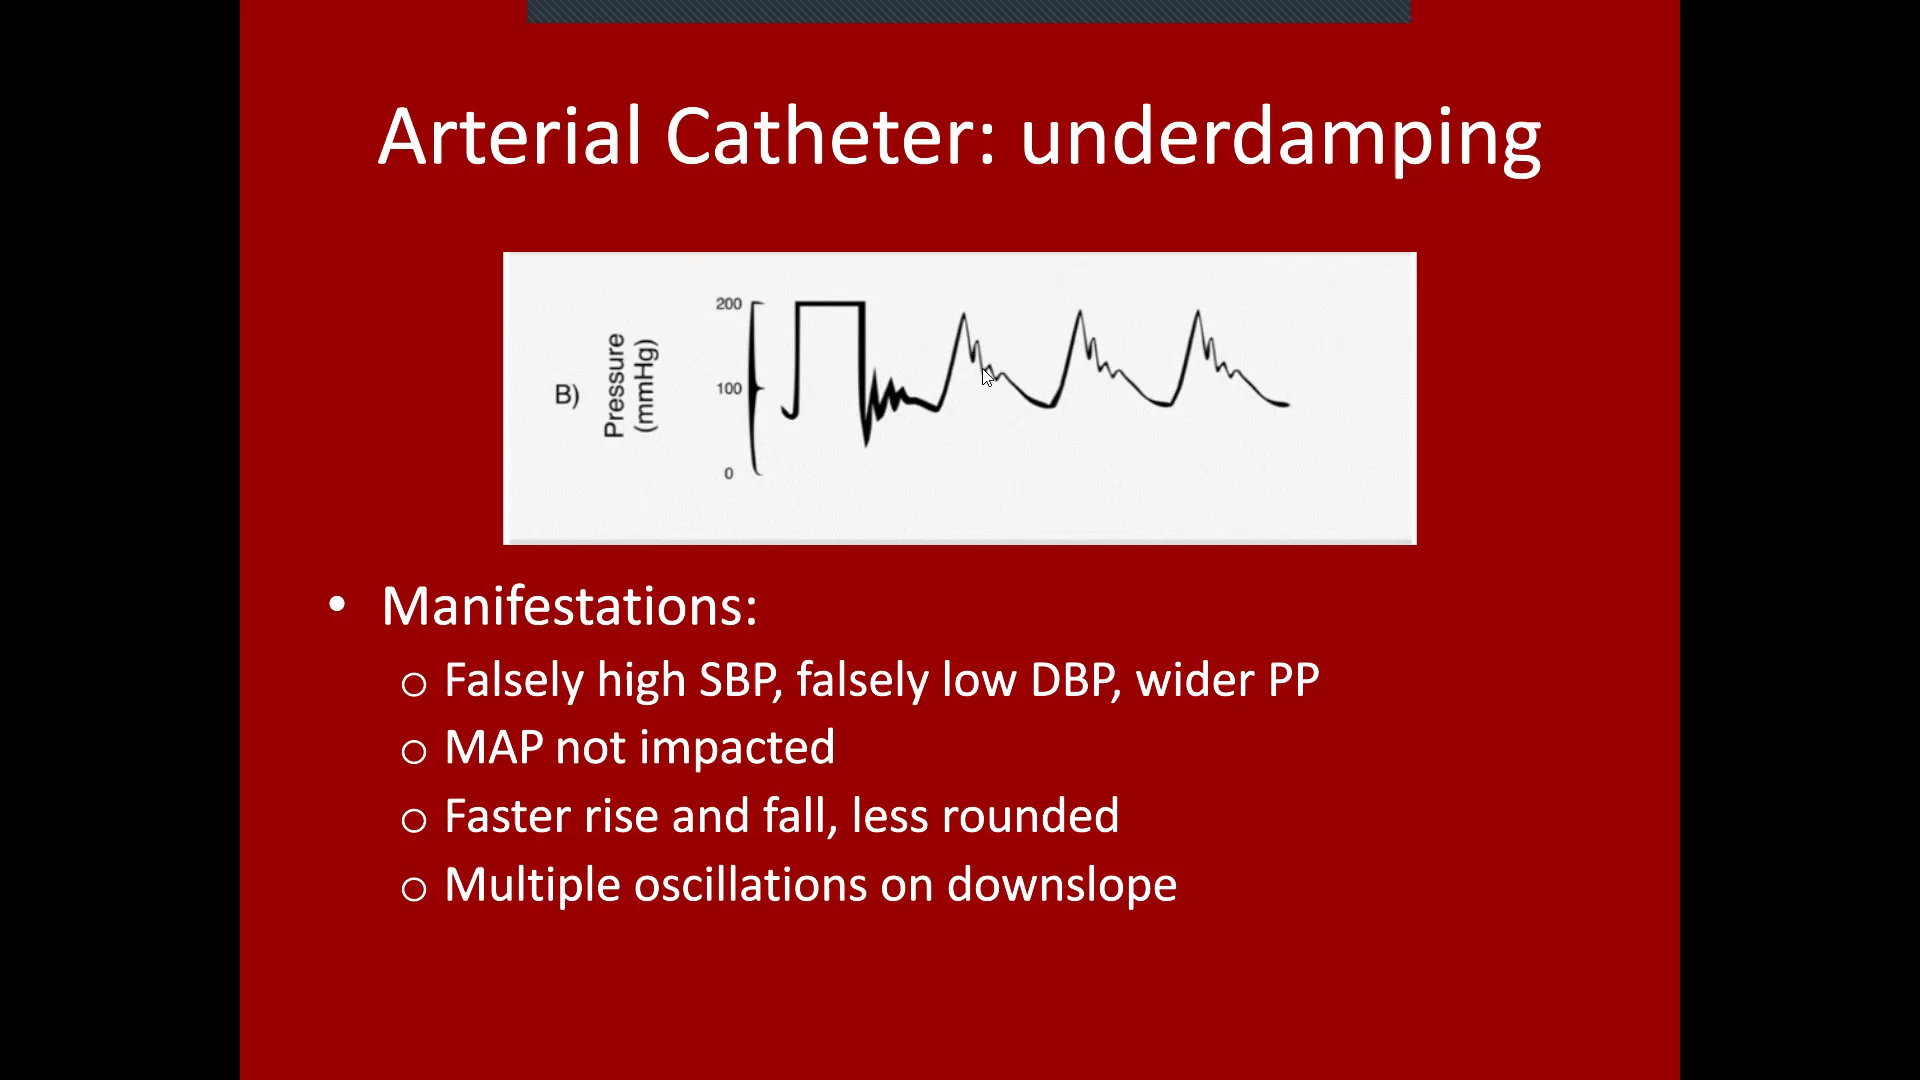 Arterial Catheter: underdamping
B)
Pressure
(mmHg)
200
100
0
• Manifestations:
o Falsely high SBP, falsely low DBP, wider PP
o MAP not impacted
o Faster rise and fall, less rounded
o Multiple oscillations on downslope